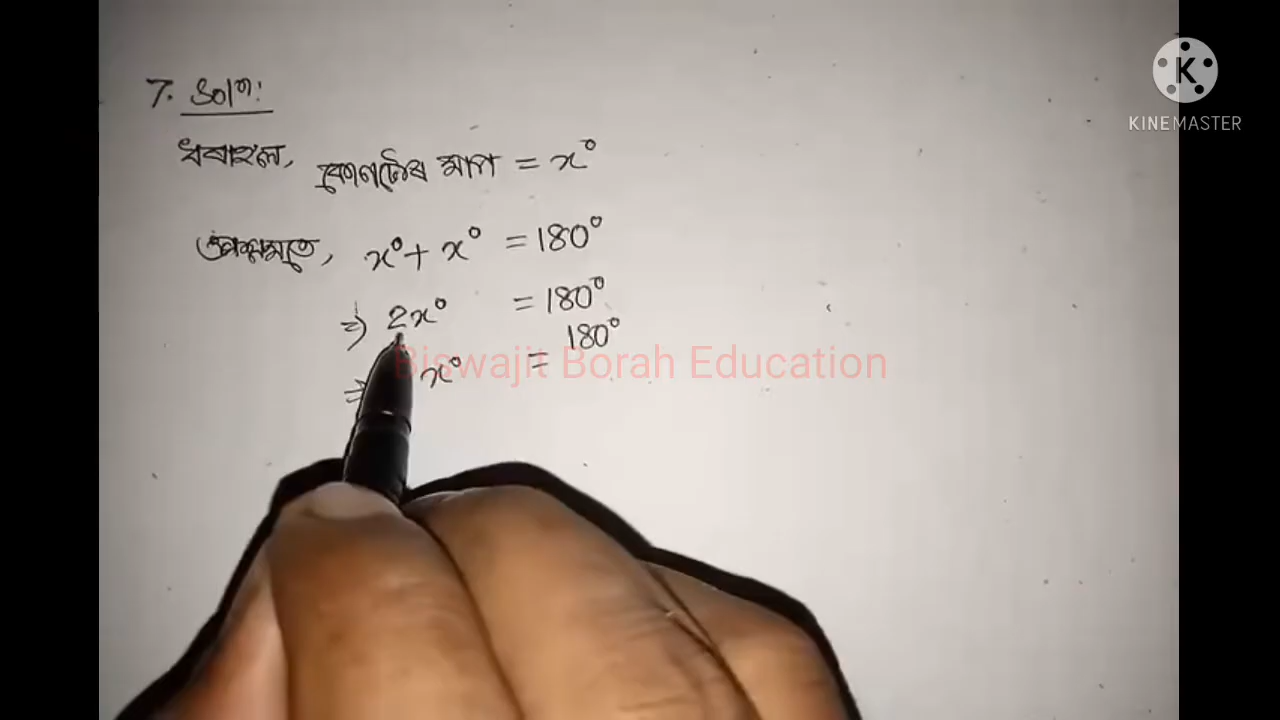 7. Soln:
ধৰাহ'ল, কোণটোৰ মাপ = x°
প্ৰশ্নমতে, x° + x° = 180°
⇒ 2x° = 180°
⇒ x° = 180°
Biswajit Borah Education
K
KINEMASTER